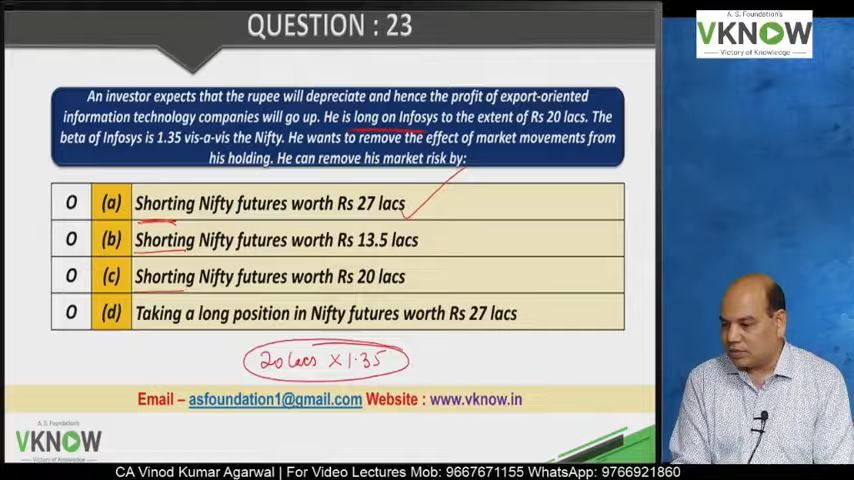 QUESTION : 23
A. S. Foundation's
VKNOW
Victory of Knowledge
An investor expects that the rupee will depreciate and hence the profit of export-oriented
information technology companies will go up. He is long on Infosys to the extent of Rs 20 lacs. The
beta of Infosys is 1.35 vis-a-vis the Nifty. He wants to remove the effect of market movements from
his holding. He can remove his market risk by:
O (a) Shorting Nifty futures worth Rs 27 lacs
O (b) Shorting Nifty futures worth Rs 13.5 lacs
O (c) Shorting Nifty futures worth Rs 20 lacs
O (d) Taking a long position in Nifty futures worth Rs 27 lacs
20 lacs × 1.35
Email – asfoundation1@gmail.com Website : www.vknow.in
A. S. Foundation's
VKNOW
Victory of Knowledge
CA Vinod Kumar Agarwal | For Video Lectures Mob: 9667671155 WhatsApp: 9766921860